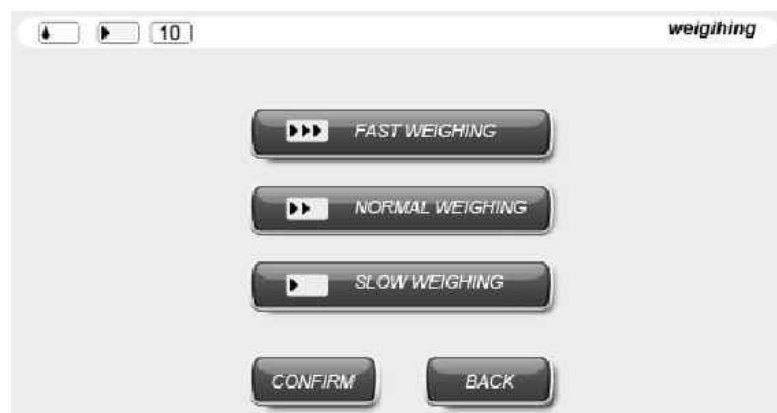 10
weigihing
FAST WEIGHING
NORMAL WEIGHING
SLOW WEIGHING
CONFIRM
BACK